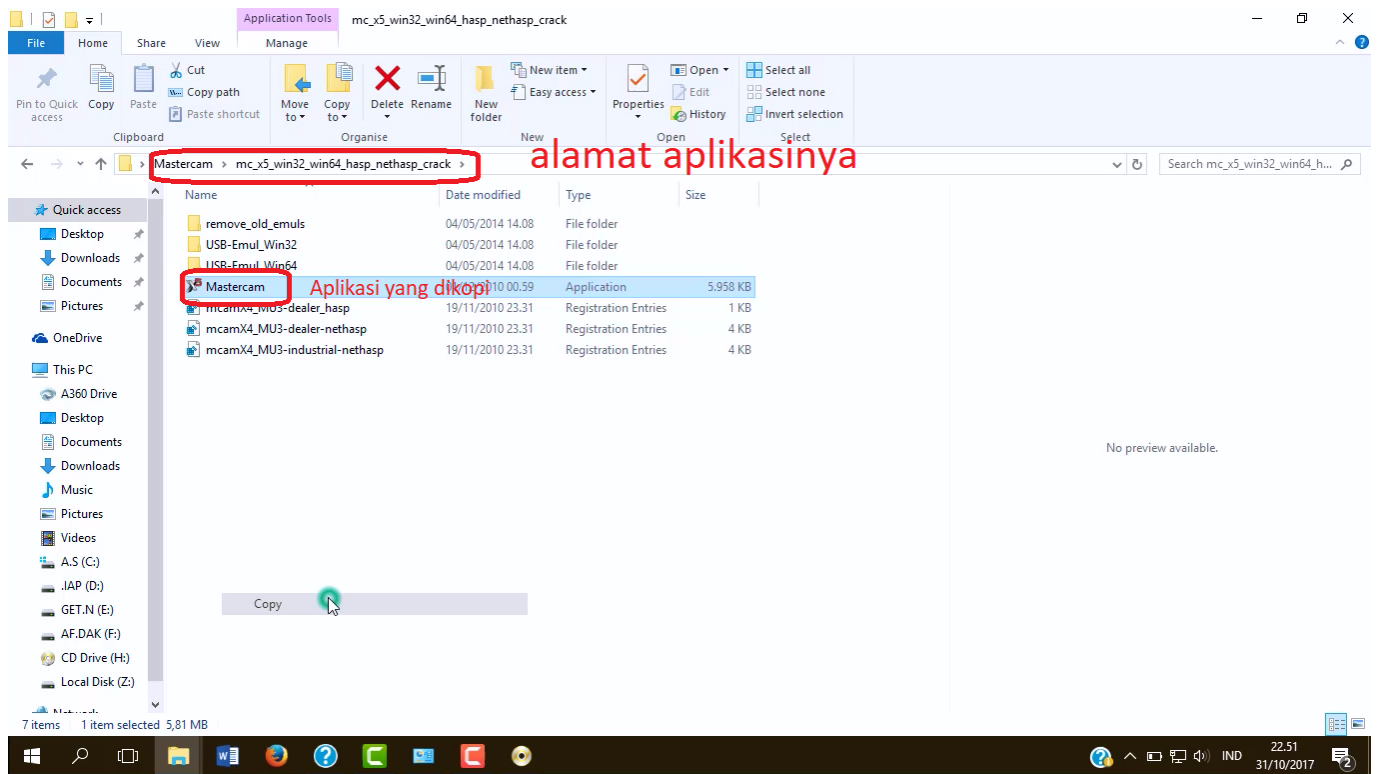 Application Tools
mc_x5_win32_win64_hasp_nethasp_crack
File
Home
Share
View
Manage
Pin to Quick access
Copy
Paste
Cut
Copy path
Paste shortcut
Move to
Copy to
Delete
Rename
New folder
New item
Easy access
Properties
Open
Edit
History
Select all
Select none
Invert selection
Clipboard
Organise
New
Open
Select
Mastercam
mc_x5_win32_win64_hasp_nethasp_crack
alamat aplikasinya
Search mc_x5_win32_win64_h...
Name
Date modified
Type
Size
remove_old_emuls 04/05/2014 14.08 File folder
USB-Emul_Win32 04/05/2014 14.08 File folder
USB-Emul_Win64 04/05/2014 14.08 File folder
Mastercam Aplikasi yang dikopi 2010 00.59 Application 5.958 KB
mcamX4_MU3-dealer_hasp 19/11/2010 23.31 Registration Entries 1 KB
mcamX4_MU3-dealer-nethasp 19/11/2010 23.31 Registration Entries 4 KB
mcamX4_MU3-industrial-nethasp 19/11/2010 23.31 Registration Entries 4 KB
Quick access
Desktop
Downloads
Documents
Pictures
OneDrive
This PC
A360 Drive
Desktop
Documents
Downloads
Music
Pictures
Videos
A.S (C:)
.IAP (D:)
GET.N (E:)
AF.DAK (F:)
CD Drive (H:)
Local Disk (Z:)
No preview available.
Copy
7 items
1 item selected 5,81 MB
IND
22.51
31/10/2017
2